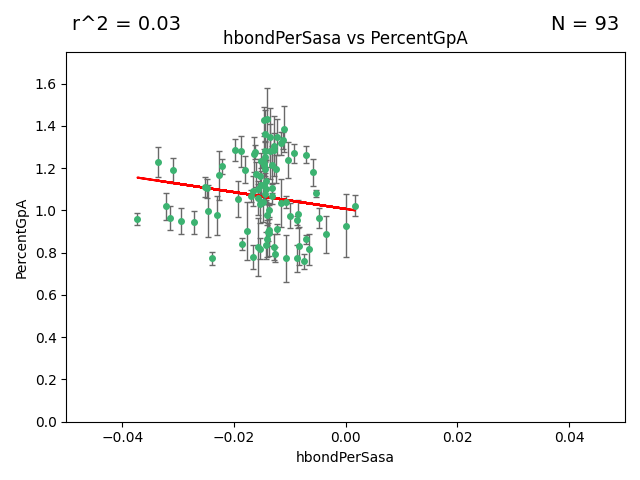 r^2 = 0.03
N = 93
hbondPerSasa vs PercentGpA
1.6
1.4
1.2
1.0
0.8
0.6
0.4
0.2
0.0
PercentGpA
−0.04
−0.02
0.00
0.02
0.04
hbondPerSasa